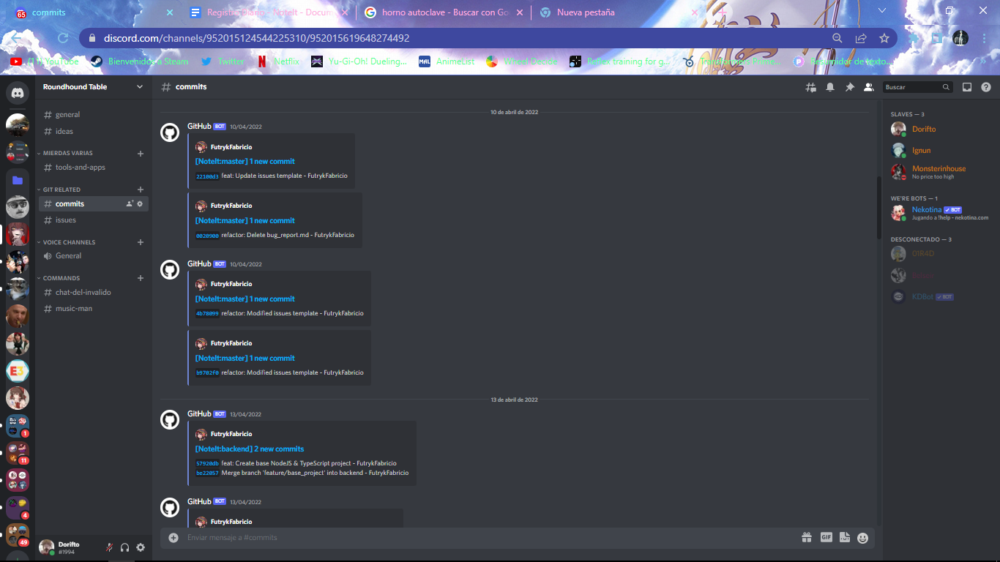 65
commits
Registro Diario - NoteIt - Docum
horno autoclave - Buscar con Go
Nueva pestaña
discord.com/channels/952015124544225310/952015619648274492
(11) YouTube
Bienvenidos a Steam
Twitter
Netflix
Yu-Gi-Oh! Dueling...
MAL
AnimeList
Wheel Decide
Reflex training for g...
Resumidor de texto...
Roundhound Table
general
ideas
MIERDAS VARIAS
tools-and-apps
GIT RELATED
commits
issues
VOICE CHANNELS
General
COMMANDS
chat-del-invalido
music-man
E3
1
11
4
49
Dorifto
#1994
commits
Buscar
10 de abril de 2022
GitHub BOT 10/04/2022
FutrykFabricio
[NoteIt:master] 1 new commit
22100d3 feat: Update issues template - FutrykFabricio
FutrykFabricio
[NoteIt:master] 1 new commit
0020900 refactor: Delete bug_report.md - FutrykFabricio
GitHub BOT 10/04/2022
FutrykFabricio
[NoteIt:master] 1 new commit
4b78099 refactor: Modified issues template - FutrykFabricio
FutrykFabricio
[NoteIt:master] 1 new commit
b9702f0 refactor: Modified issues template - FutrykFabricio
13 de abril de 2022
GitHub BOT 13/04/2022
FutrykFabricio
[NoteIt:backend] 2 new commits
57920db feat: Create base NodeJS & TypeScript project - FutrykFabricio
be22057 Merge branch 'feature/base_project' into backend - FutrykFabricio
GitHub BOT 13/04/2022
FutrykFabricio
Enviar mensaje a #commits
GIF
SLAVES — 3
Dorifto
Ignun
Monsterinhouse
No price too high
WE'RE BOTS — 1
Nekotina BOT
Jugando a !help - nekotina.com
DESCONECTADO — 3
01R4D
KDBot BOT